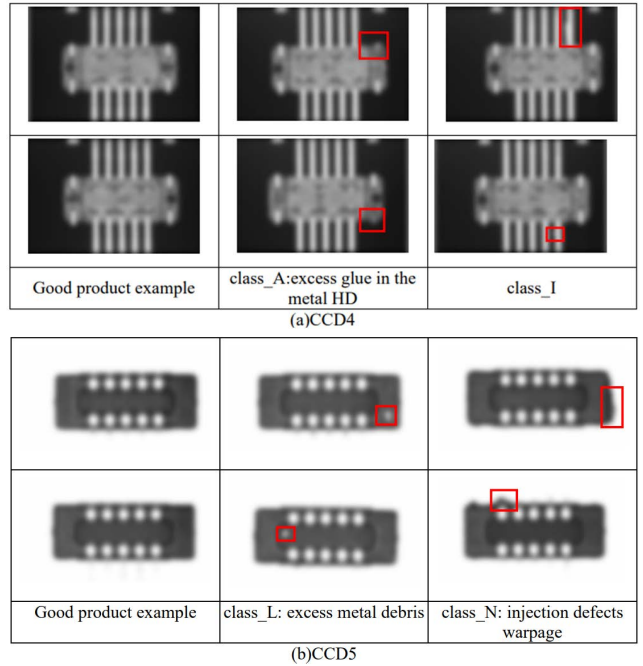 Good product example
class_A:excess glue in the
metal HD
class_I
(a)CCD4
Good product example
class_L: excess metal debris
class_N: injection defects
warpage
(b)CCD5